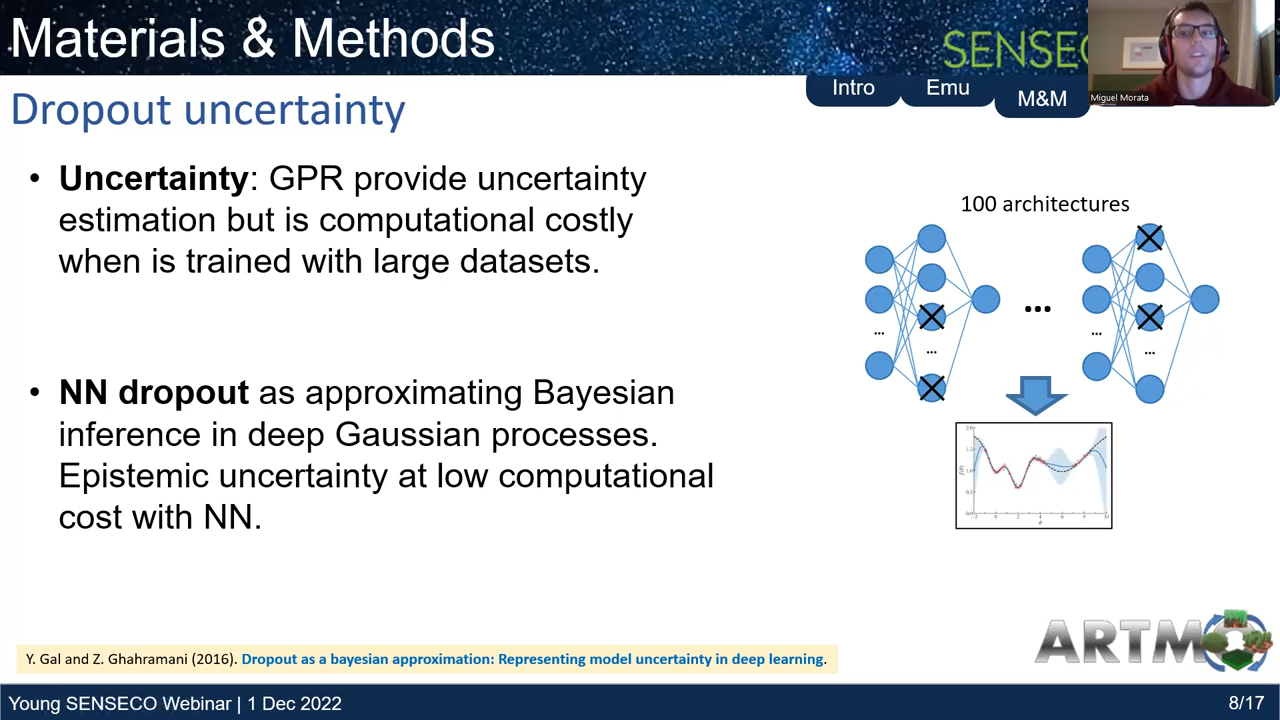 Materials & Methods
SENSEC
Intro
Emu
M&M
Miguel Morata
Dropout uncertainty
• Uncertainty: GPR provide uncertainty
estimation but is computational costly
when is trained with large datasets.
• NN dropout as approximating Bayesian
inference in deep Gaussian processes.
Epistemic uncertainty at low computational
cost with NN.
100 architectures
...
...
...
...
...
ARTMO
Y. Gal and Z. Ghahramani (2016). Dropout as a bayesian approximation: Representing model uncertainty in deep learning.
Young SENSECO Webinar | 1 Dec 2022
8/17